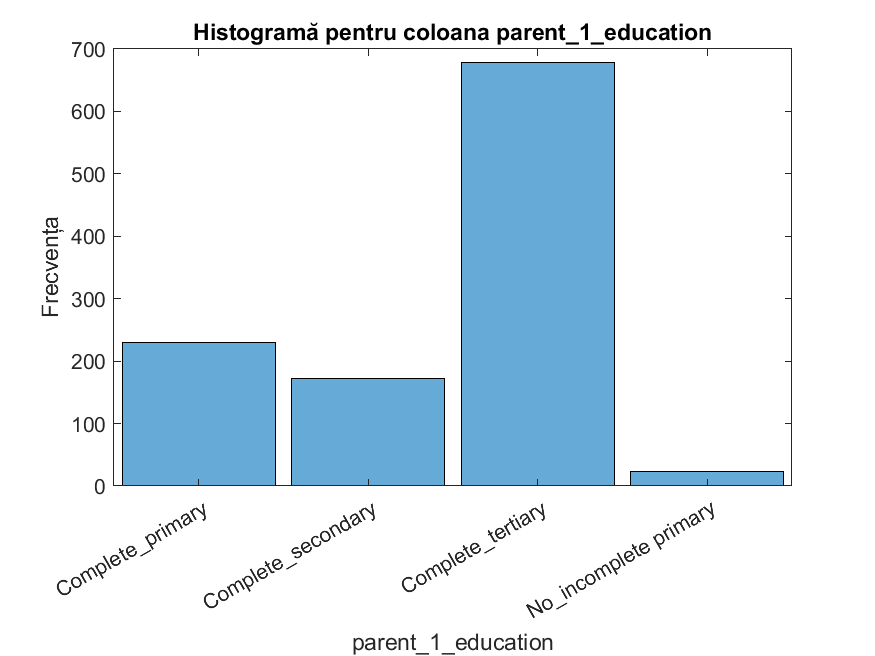 Histogramă pentru coloana parent_1_education
700
600
500
400
300
200
100
0
Frecvența
Complete_primary
Complete_secondary
Complete_tertiary
No_incomplete primary
parent_1_education